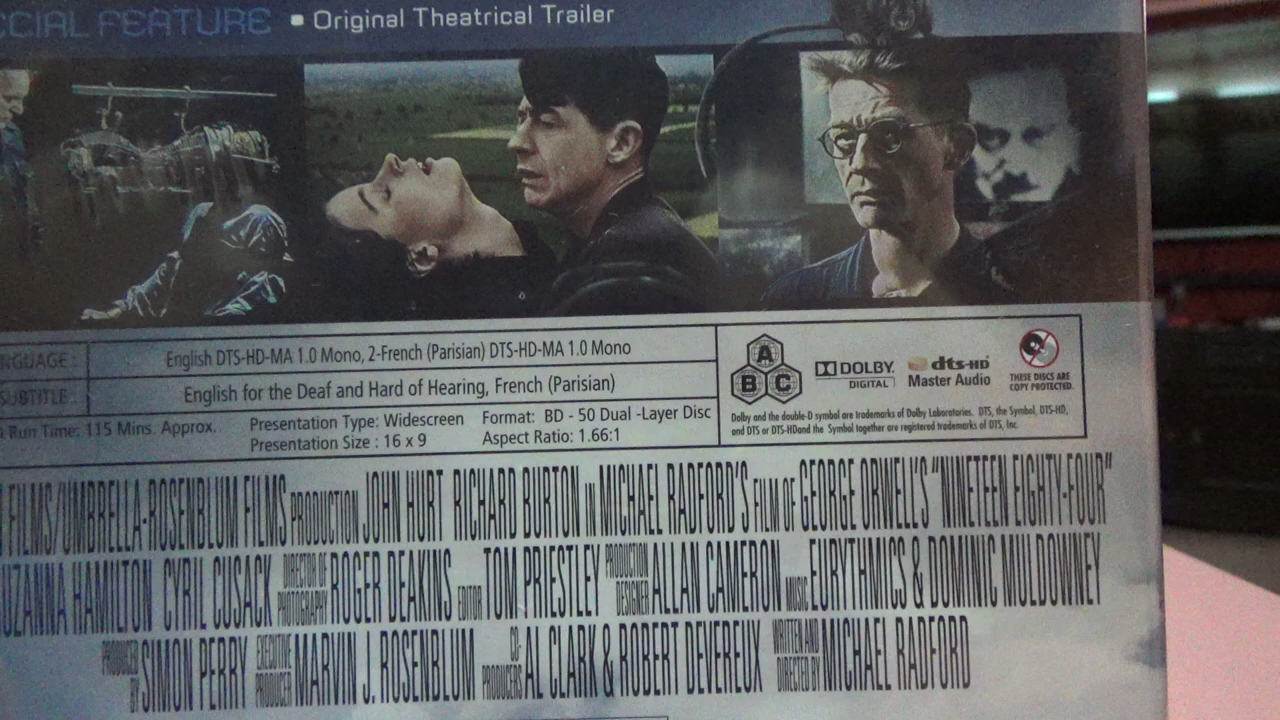 CIAL FEATURE ▪ Original Theatrical Trailer
NGUAGE : English DTS-HD-MA 1.0 Mono, 2-French (Parisian) DTS-HD-MA 1.0 Mono
SUBTITLE : English for the Deaf and Hard of Hearing, French (Parisian)
Run Time: 115 Mins. Approx.
Presentation Type: Widescreen
Presentation Size : 16 x 9
Format: BD - 50 Dual -Layer Disc
Aspect Ratio: 1.66:1
A
B C
DOLBY
DIGITAL
dts-HD
Master Audio
THESE DISCS ARE
COPY PROTECTED.
Dolby and the double-D symbol are trademarks of Dolby Laboratories. DTS, the Symbol, DTS-HD,
and DTS or DTS-HDand the Symbol together are registered trademarks of DTS, Inc.
FILMS/UMBRELLA-ROSENBLUM FILMS PRODUCTION JOHN HURT RICHARD BURTON IN MICHAEL RADFORD'S FILM OF GEORGE ORWELL'S "NINETEEN EIGHTY-FOUR"
UZANNA HAMILTON CYRIL CUSACK DIRECTOR OF PHOTOGRAPHY ROGER DEAKINS EDITOR TOM PRIESTLEY PRODUCTION DESIGNER ALLAN CAMERON MUSIC EURYTHMICS & DOMINIC MULDOWNEY
PRODUCED BY SIMON PERRY EXECUTIVE PRODUCER MARVIN J. ROSENBLUM CO-PRODUCERS AL CLARK & ROBERT DEVEREUX WRITTEN AND DIRECTED BY MICHAEL RADFORD